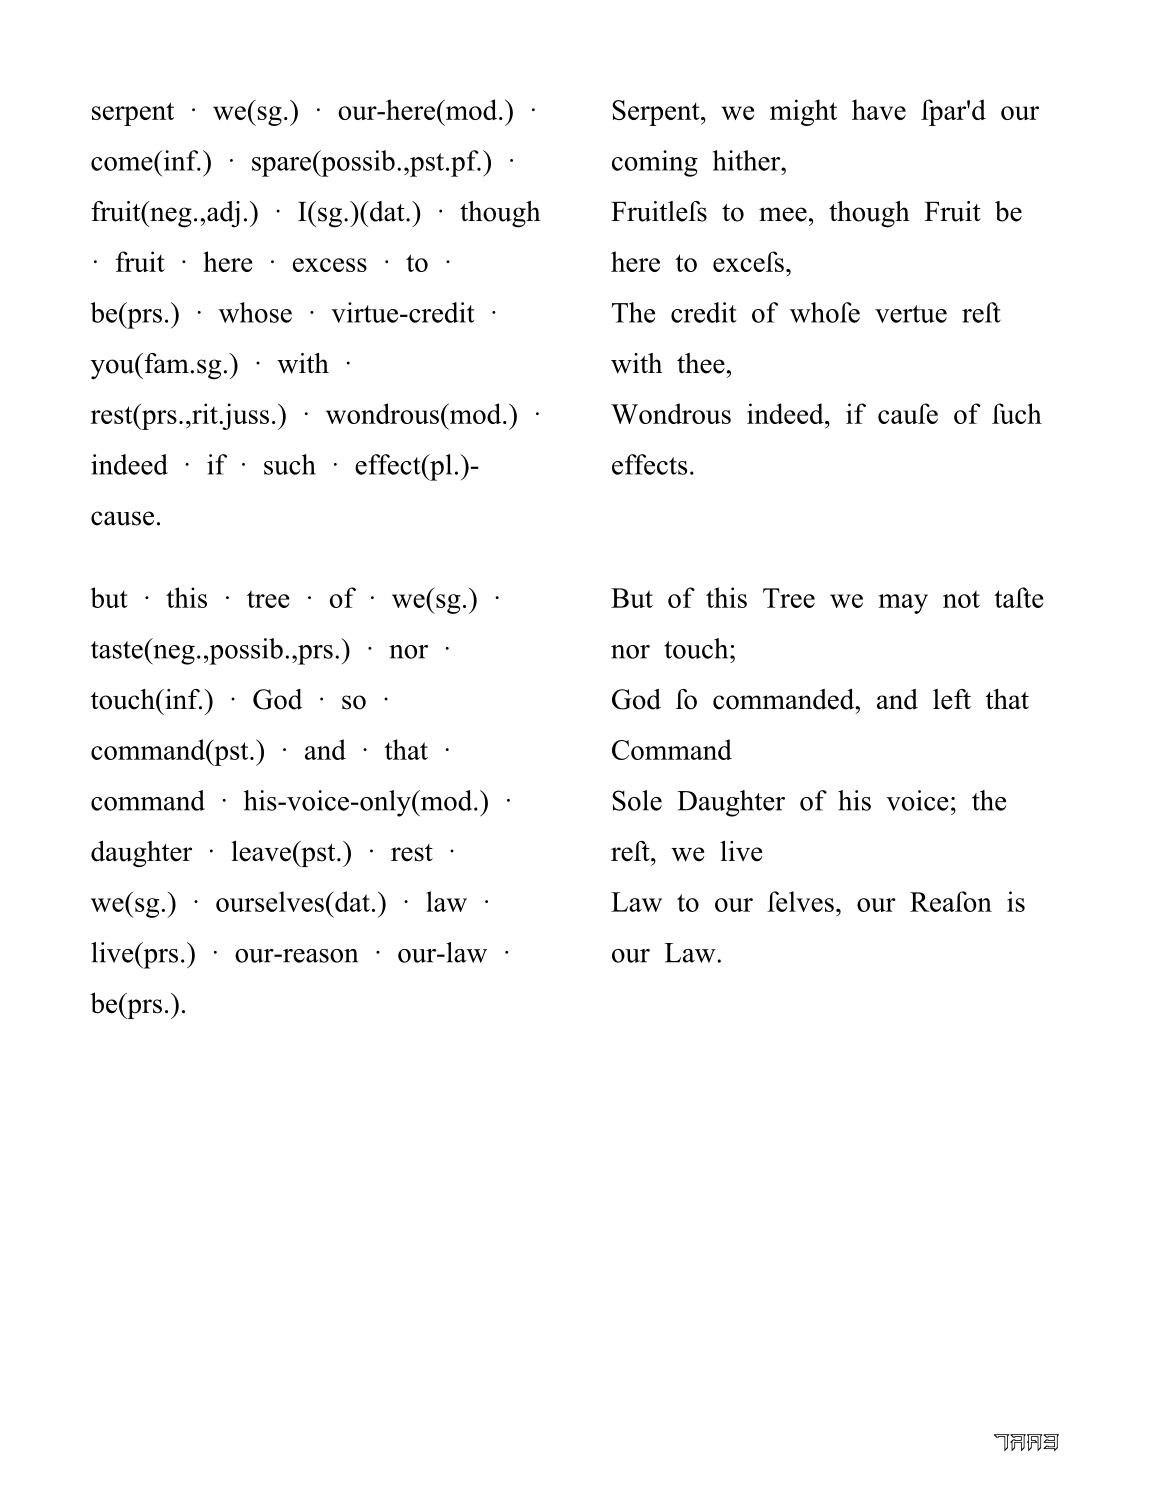 serpent · we(sg.) · our-here(mod.) ·
come(inf.) · spare(possib.,pst.pf.) ·
fruit(neg.,adj.) · I(sg.)(dat.) · though
· fruit · here · excess · to ·
be(prs.) · whose · virtue-credit ·
you(fam.sg.) · with ·
rest(prs.,rit.juss.) · wondrous(mod.) ·
indeed · if · such · effect(pl.)-
cause.
but · this · tree · of · we(sg.) ·
taste(neg.,possib.,prs.) · nor ·
touch(inf.) · God · so ·
command(pst.) · and · that ·
command · his-voice-only(mod.) ·
daughter · leave(pst.) · rest ·
we(sg.) · ourselves(dat.) · law ·
live(prs.) · our-reason · our-law ·
be(prs.).
Serpent, we might have ſpar'd our
coming hither,
Fruitleſs to mee, though Fruit be
here to exceſs,
The credit of whoſe vertue reſt
with thee,
Wondrous indeed, if cauſe of ſuch
effects.
But of this Tree we may not taſte
nor touch;
God ſo commanded, and left that
Command
Sole Daughter of his voice; the
reſt, we live
Law to our ſelves, our Reaſon is
our Law.